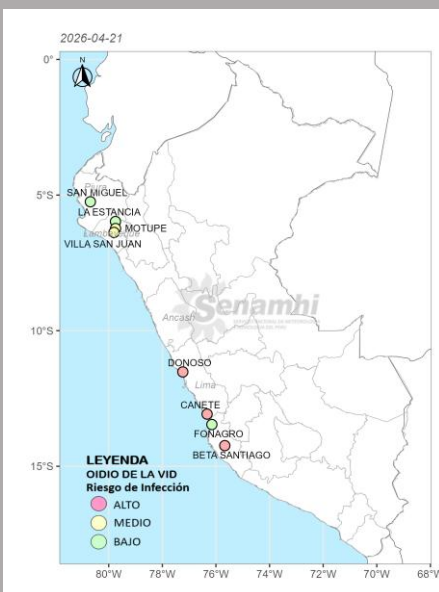 2026-04-21
N
0°
SAN MIGUEL
Piura
5°S
LA ESTANCIA
MOTUPE
Lambayeque
VILLA SAN JUAN
Senamhi
Ancash
10°S
DONOSO
Lima
CAÑETE
FONAGRO
BETA SANTIAGO
15°S
LEYENDA
OIDIO DE LA VID
Riesgo de Infección
ALTO
MEDIO
BAJO
80°W 78°W 76°W 74°W 72°W 70°W 68°W